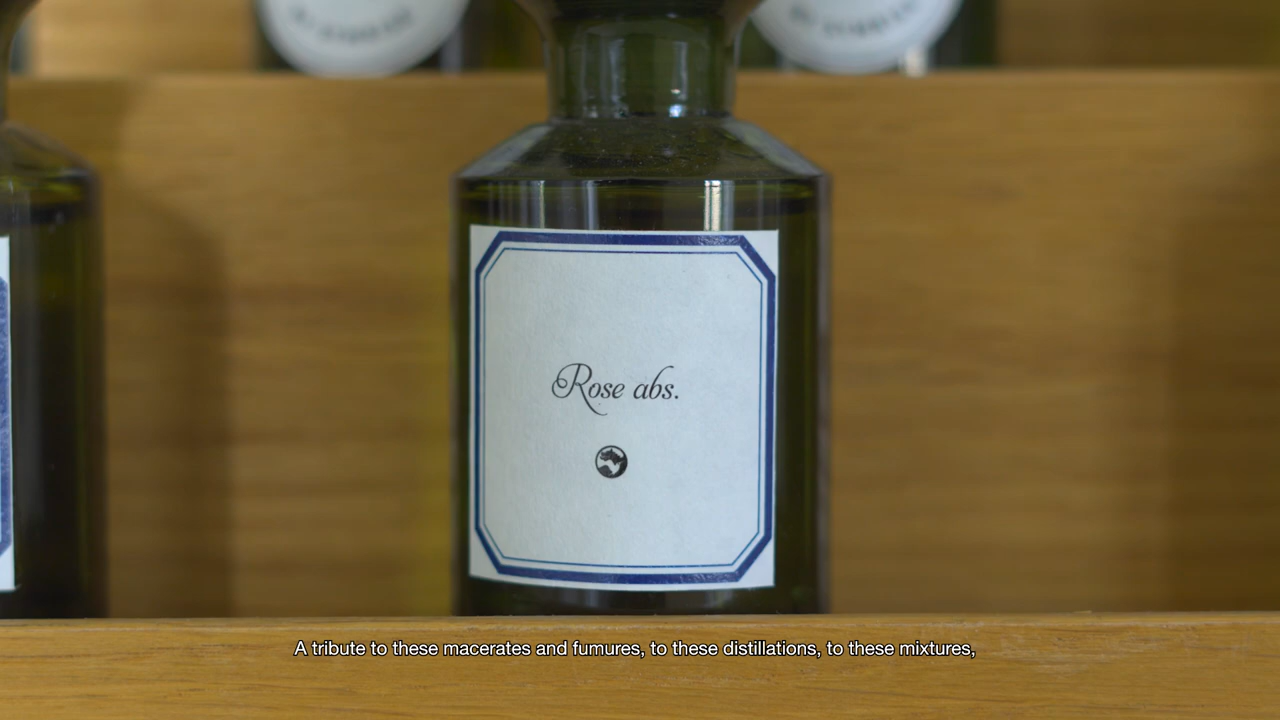 Rose abs.
A tribute to these macerates and fumures, to these distillations, to these mixtures,